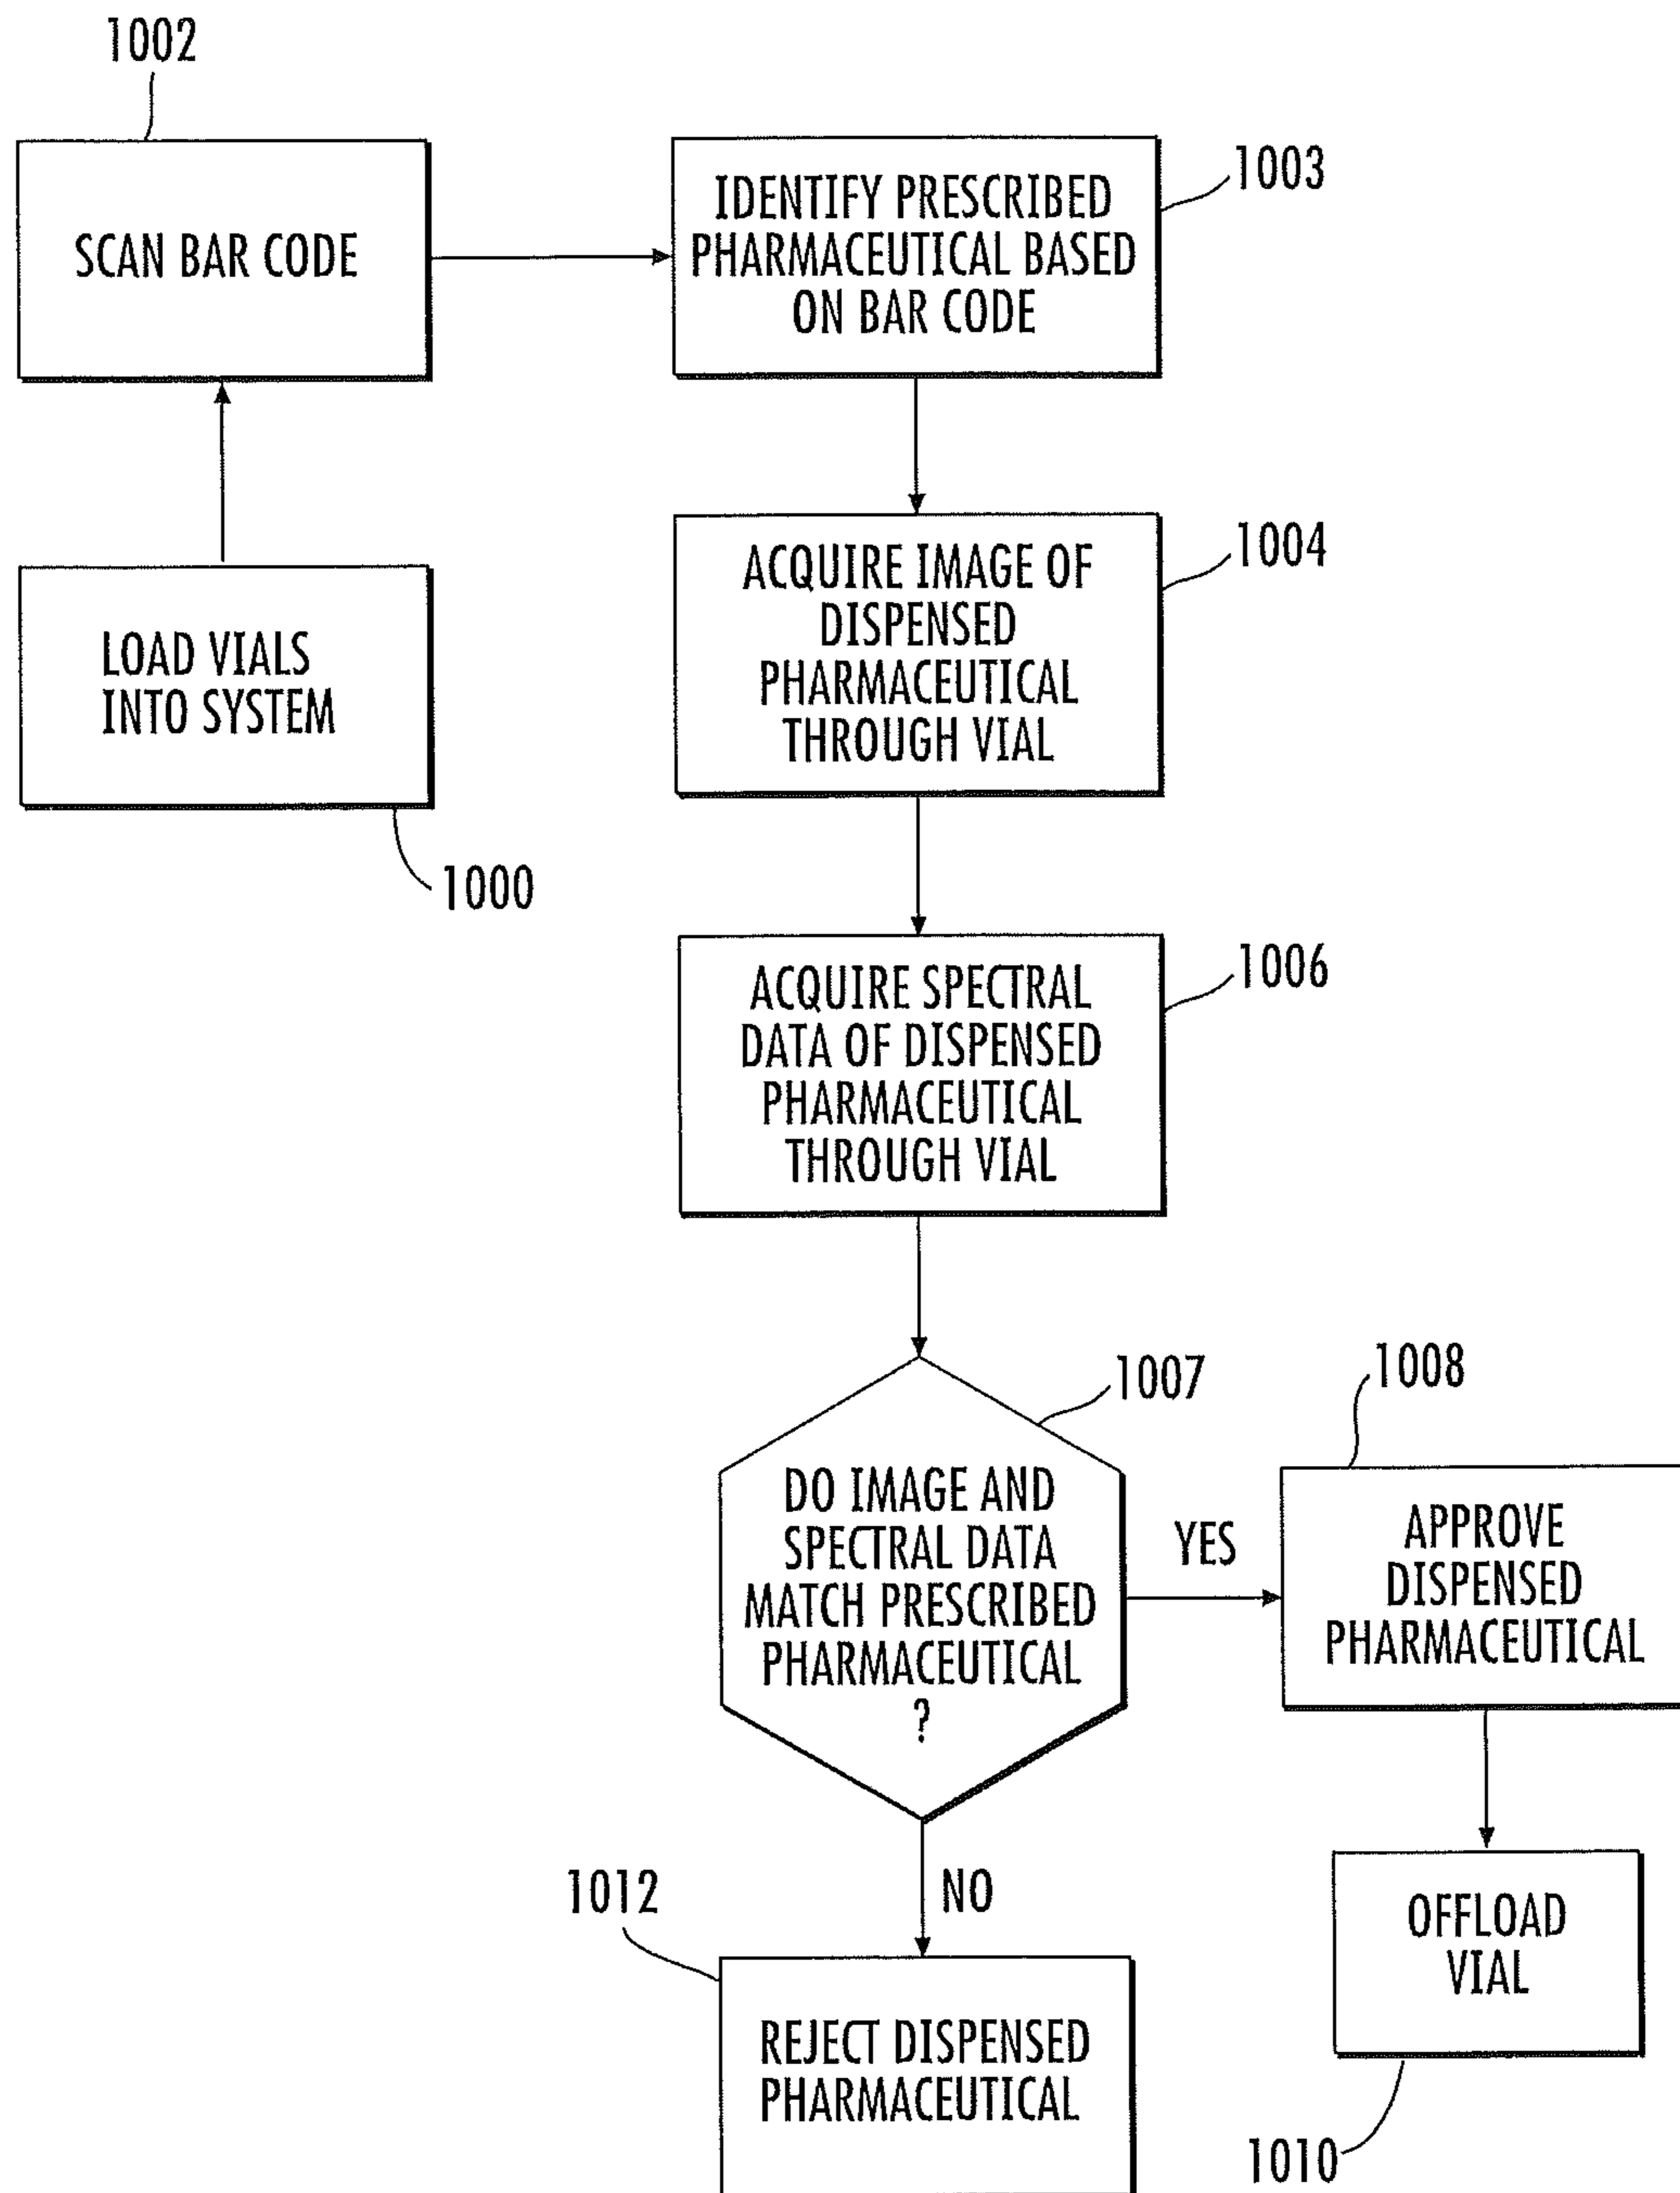 1002
SCAN BAR CODE
1003
IDENTIFY PRESCRIBED
PHARMACEUTICAL BASED
ON BAR CODE
LOAD VIALS
INTO SYSTEM
1000
1004
ACQUIRE IMAGE OF
DISPENSED
PHARMACEUTICAL
THROUGH VIAL
1006
ACQUIRE SPECTRAL
DATA OF DISPENSED
PHARMACEUTICAL
THROUGH VIAL
1007
DO IMAGE AND
SPECTRAL DATA
MATCH PRESCRIBED
PHARMACEUTICAL
?
YES
1008
APPROVE
DISPENSED
PHARMACEUTICAL
NO
1012
REJECT DISPENSED
PHARMACEUTICAL
OFFLOAD
VIAL
1010